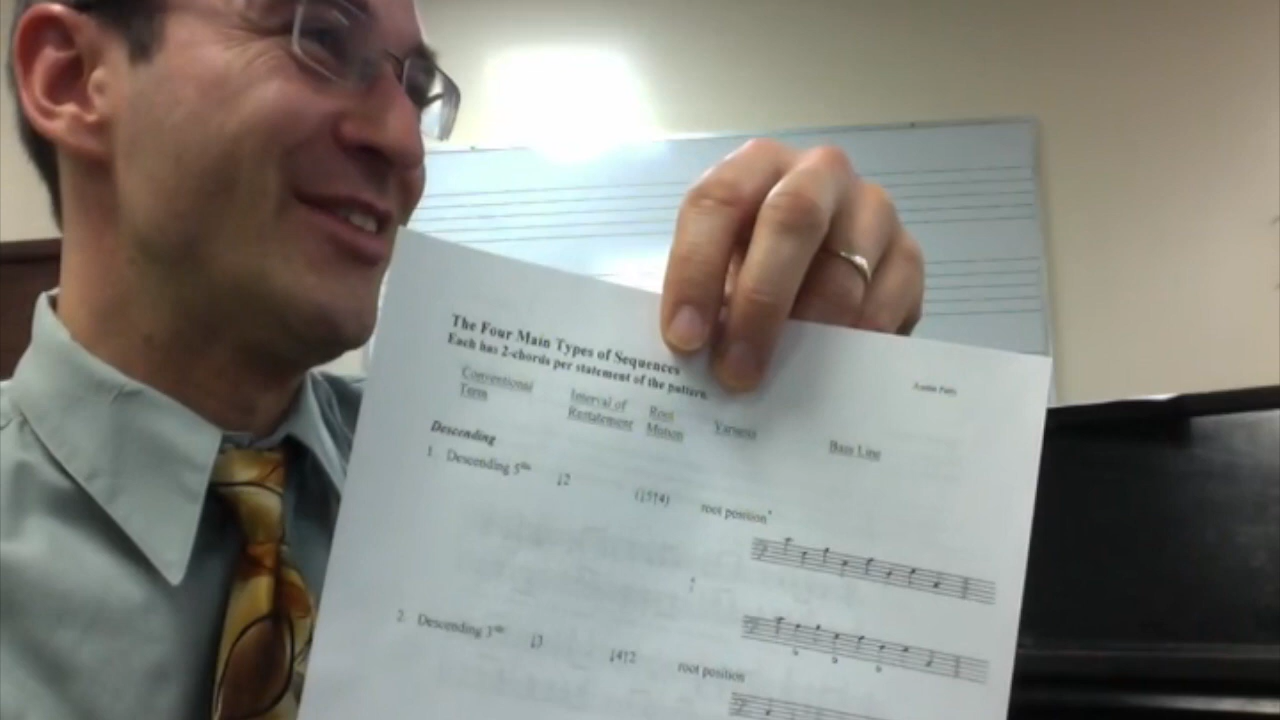 The Four Main Types of Sequences
Each has 2-chords per statement of the pattern.
Conventional Term
Interval of Restatement
Root Motion
Variants
Bass Line
Descending
1 Descending 5th ↓2 (↓5↑4) root position*
2. Descending 3rd ↓3 ↓4↑2 root position